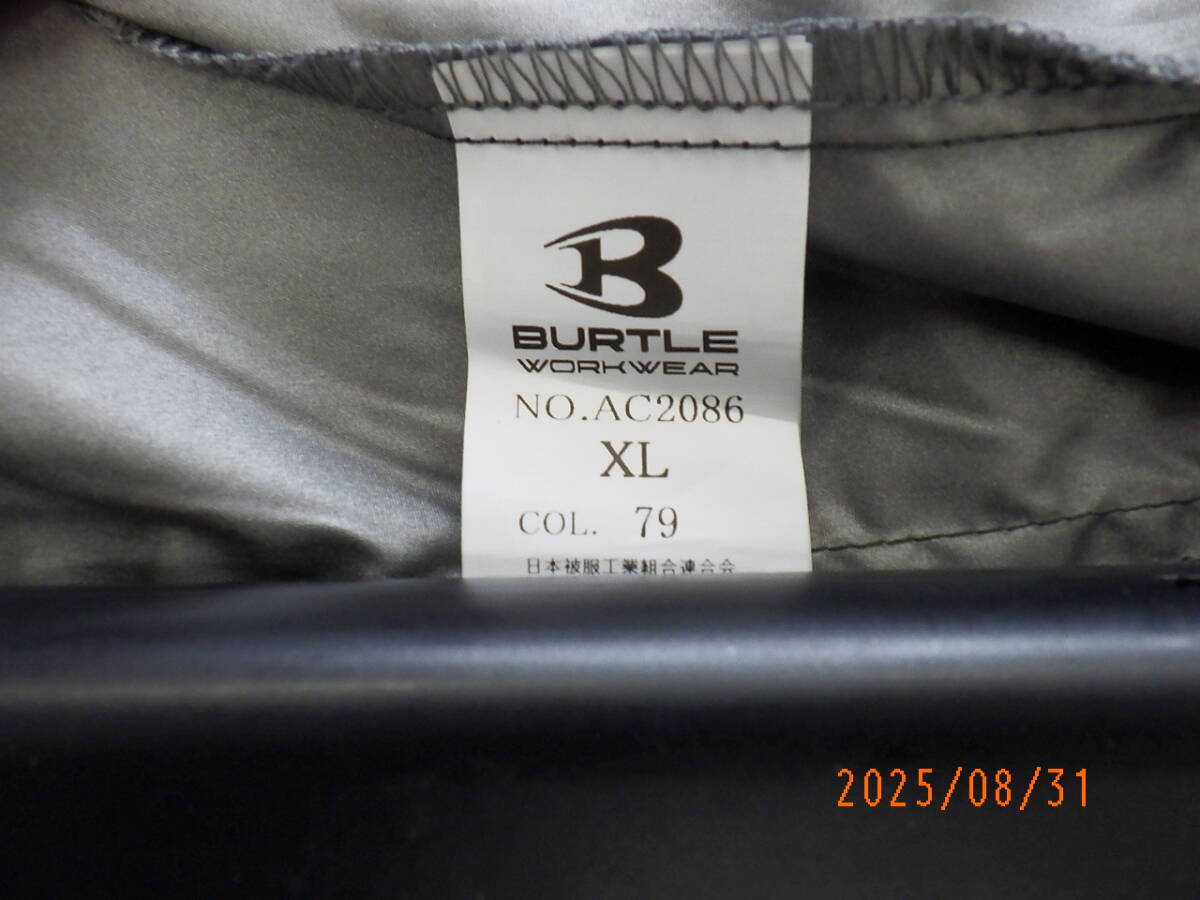 BURTLE
WORKWEAR
NO.AC2086
XL
COL. 79
日本被服工業組合連合会
2025/08/31